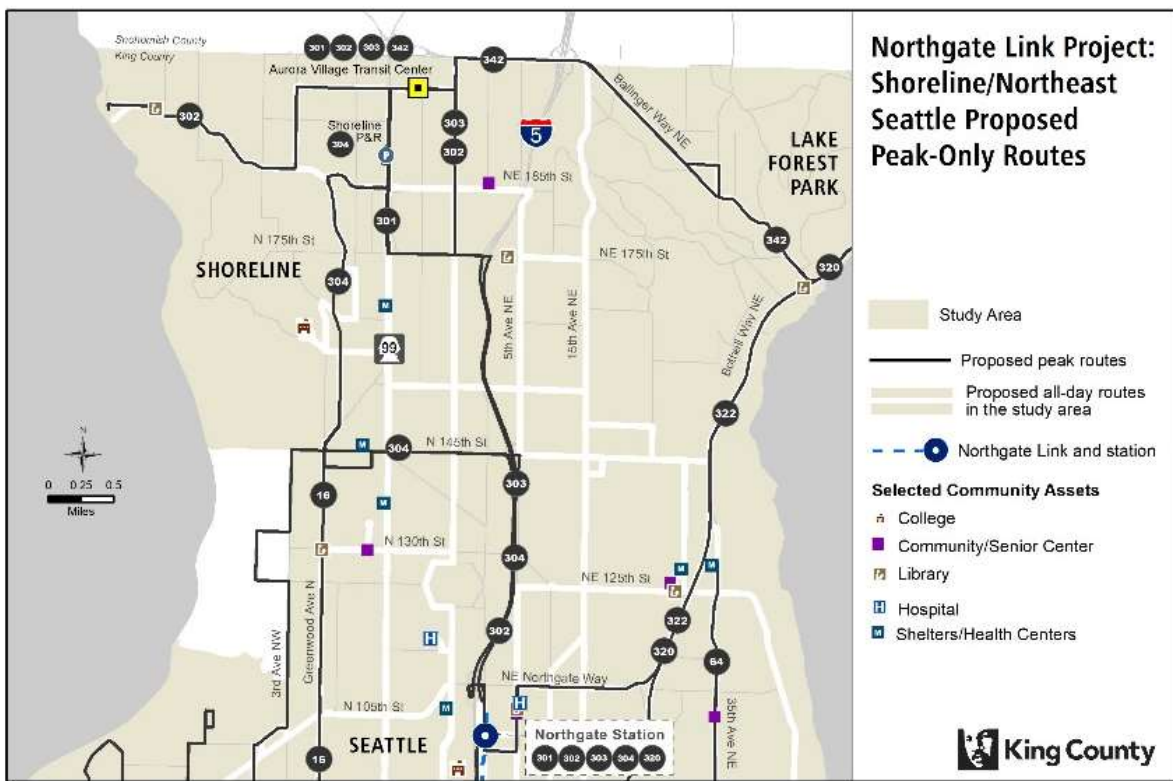 Northgate Link Project:
Shoreline/Northeast
Seattle Proposed
Peak-Only Routes
Snohomish County
King County
301 302 303 342
Aurora Village Transit Center
342
Ballinger Way NE
302
303
302
Shoreline
P&R
304
P
5
LAKE
FOREST
PARK
NE 185th St
301
N 175th St
NE 175th St
342
320
SHORELINE
304
M
99
5th Ave NE
15th Ave NE
Bothell Way NE
322
M
304
N 145th St
303
16
M
N 130th St
304
NE 125th St
M
M
Greenwood Ave N
3rd Ave NW
H
302
322
320
64
NE Northgate Way
N 105th St
M
H
35th Ave NE
SEATTLE
16
Northgate Station
301 302 303 304 320
N
0 0.25 0.5
Miles
Study Area
Proposed peak routes
Proposed all-day routes
in the study area
Northgate Link and station
Selected Community Assets
College
Community/Senior Center
L Library
H Hospital
M Shelters/Health Centers
King County